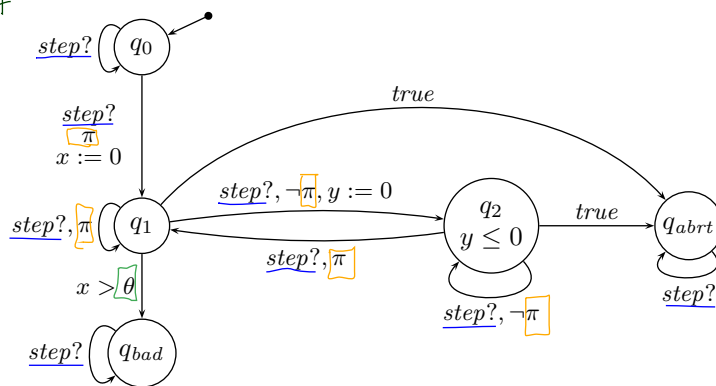 step?
q0
step?
π
x := 0
true
step?, π
q1
step?, ¬π, y := 0
step?, π
q2
y ≤ 0
true
qabrt
step?
step?, ¬π
x > θ
step?
qbad